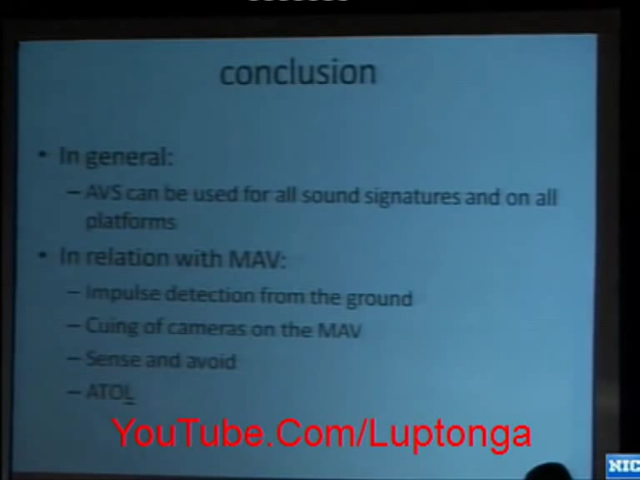 conclusion
• In general:
– AVS can be used for all sound signatures and on all
platforms
• In relation with MAV:
– Impulse detection from the ground
– Cuing of cameras on the MAV
– Sense and avoid
– ATOL
YouTube.Com/Luptonga
NIC